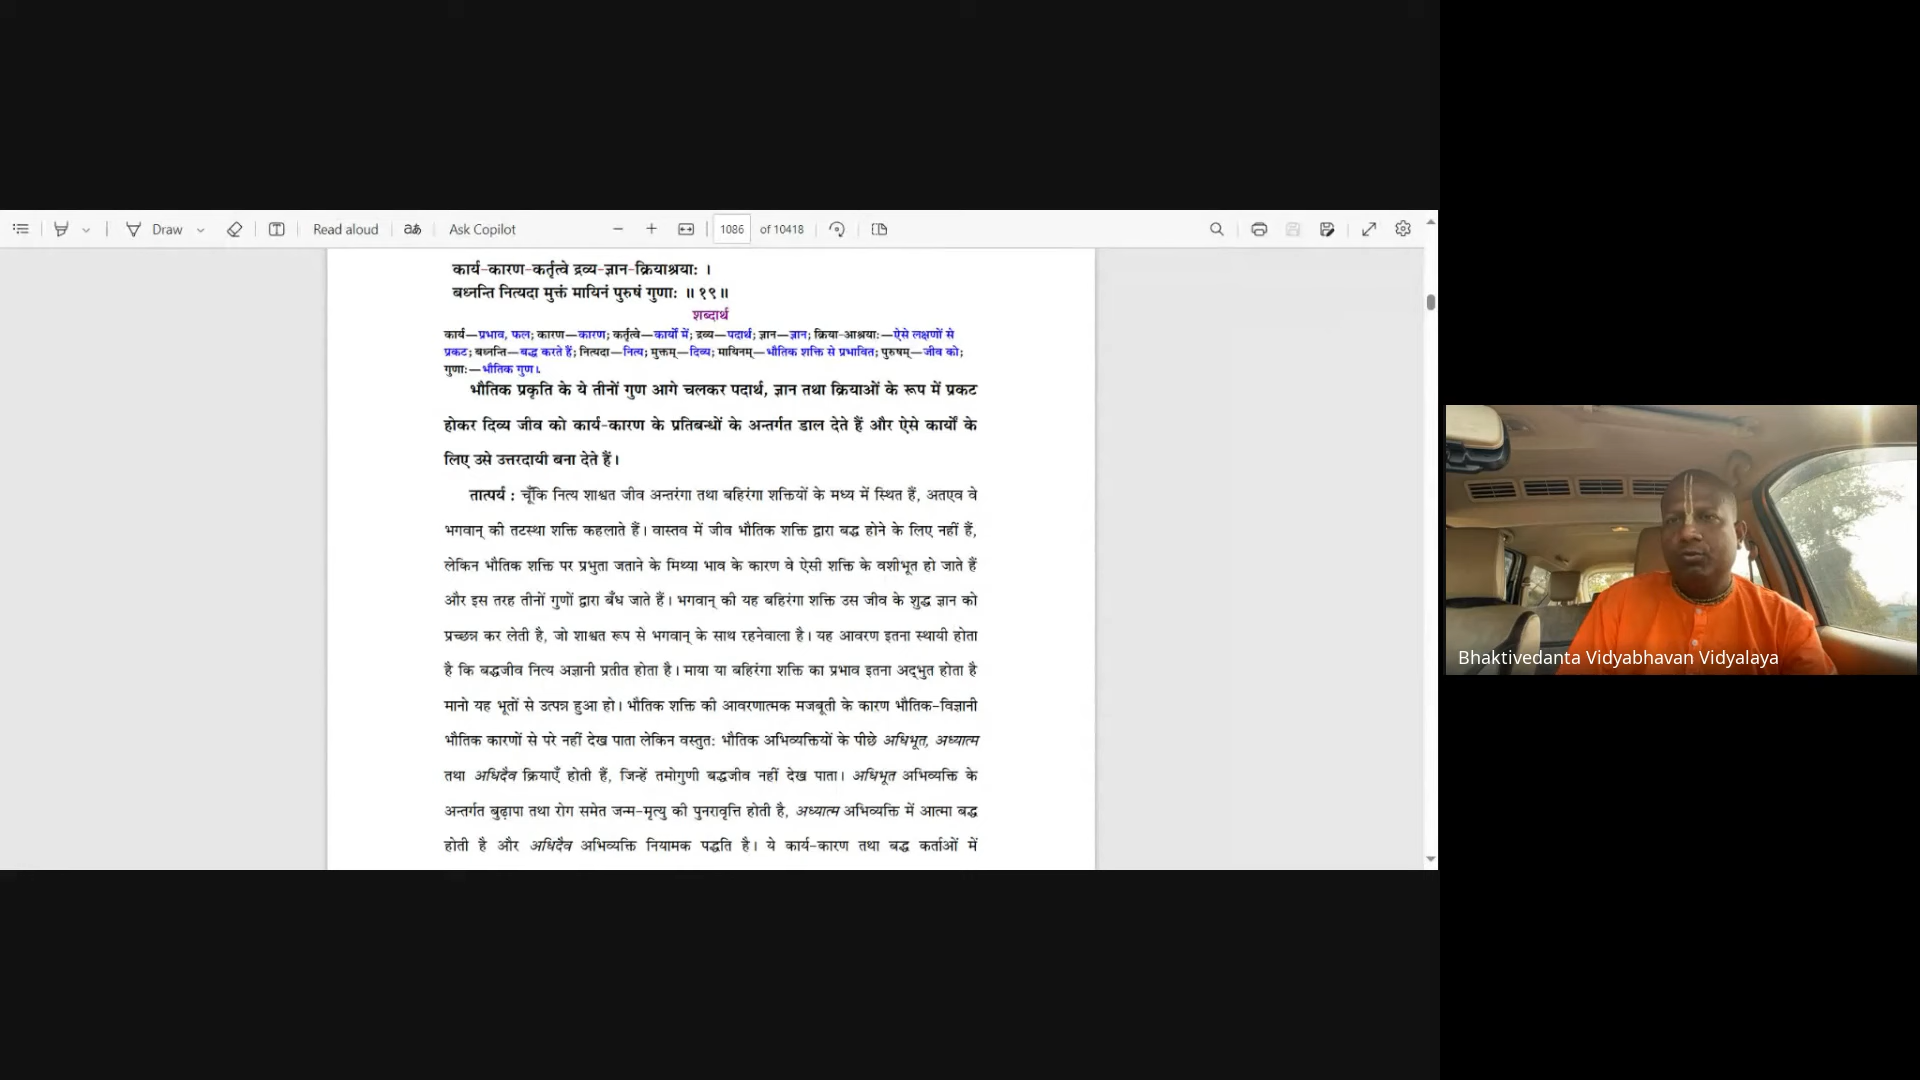 Draw
Read aloud
Ask Copilot
1086 of 10418
कार्य-कारण-कर्तृत्वे द्रव्य-ज्ञान-क्रियाश्रयाः ।
बध्नन्ति नित्यदा मुक्तं मायिनं पुरुषं गुणाः ॥ १९॥
शब्दार्थ
कार्य—प्रभाव, फल; कारण—कारण; कर्तृत्वे—कार्यों में; द्रव्य—पदार्थ; ज्ञान—ज्ञान; क्रिया-आश्रयाः—ऐसे लक्षणों से
प्रकट; बध्नन्ति—बद्ध करते हैं; नित्यदा—नित्य; मुक्तम्—दिव्य; मायिनम्—भौतिक शक्ति से प्रभावित; पुरुषम्—जीव को;
गुणाः—भौतिक गुण।.
भौतिक प्रकृति के ये तीनों गुण आगे चलकर पदार्थ, ज्ञान तथा क्रियाओं के रूप में प्रकट
होकर दिव्य जीव को कार्य-कारण के प्रतिबन्धों के अन्तर्गत डाल देते हैं और ऐसे कार्यों के
लिए उसे उत्तरदायी बना देते हैं।
तात्पर्य : चूँकि नित्य शाश्वत जीव अन्तरंगा तथा बहिरंगा शक्तियों के मध्य में स्थित हैं, अतएव वे
भगवान् की तटस्था शक्ति कहलाते हैं। वास्तव में जीव भौतिक शक्ति द्वारा बद्ध होने के लिए नहीं हैं,
लेकिन भौतिक शक्ति पर प्रभुता जताने के मिथ्या भाव के कारण वे ऐसी शक्ति के वशीभूत हो जाते हैं
और इस तरह तीनों गुणों द्वारा बँध जाते हैं। भगवान् की यह बहिरंगा शक्ति उस जीव के शुद्ध ज्ञान को
प्रच्छन्न कर लेती है, जो शाश्वत रूप से भगवान् के साथ रहनेवाला है। यह आवरण इतना स्थायी होता
है कि बद्धजीव नित्य अज्ञानी प्रतीत होता है। माया या बहिरंगा शक्ति का प्रभाव इतना अद्भुत होता है
मानो यह भूतों से उत्पन्न हुआ हो। भौतिक शक्ति की आवरणात्मक मजबूती के कारण भौतिक-विज्ञानी
भौतिक कारणों से परे नहीं देख पाता लेकिन वस्तुतः भौतिक अभिव्यक्तियों के पीछे अधिभूत, अध्यात्म
तथा अधिदैव क्रियाएँ होती हैं, जिन्हें तमोगुणी बद्धजीव नहीं देख पाता। अधिभूत अभिव्यक्ति के
अन्तर्गत बुढ़ापा तथा रोग समेत जन्म-मृत्यु की पुनरावृत्ति होती है, अध्यात्म अभिव्यक्ति में आत्मा बद्ध
होती है और अधिदैव अभिव्यक्ति नियामक पद्धति है। ये कार्य-कारण तथा बद्ध कर्ताओं में
Bhaktivedanta Vidyabhavan Vidyalaya